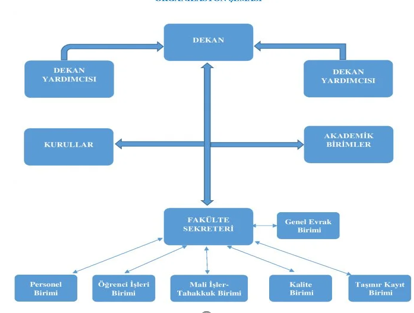 DEKAN
DEKAN
YARDIMCISI
DEKAN
YARDIMCISI
KURULLAR
AKADEMİK
BİRİMLER
FAKÜLTE
SEKRETERİ
Genel Evrak
Birimi
Personel
Birimi
Öğrenci İşleri
Birimi
Mali İşler-
Tahakkuk Birimi
Kalite
Birimi
Taşınır Kayıt
Birimi